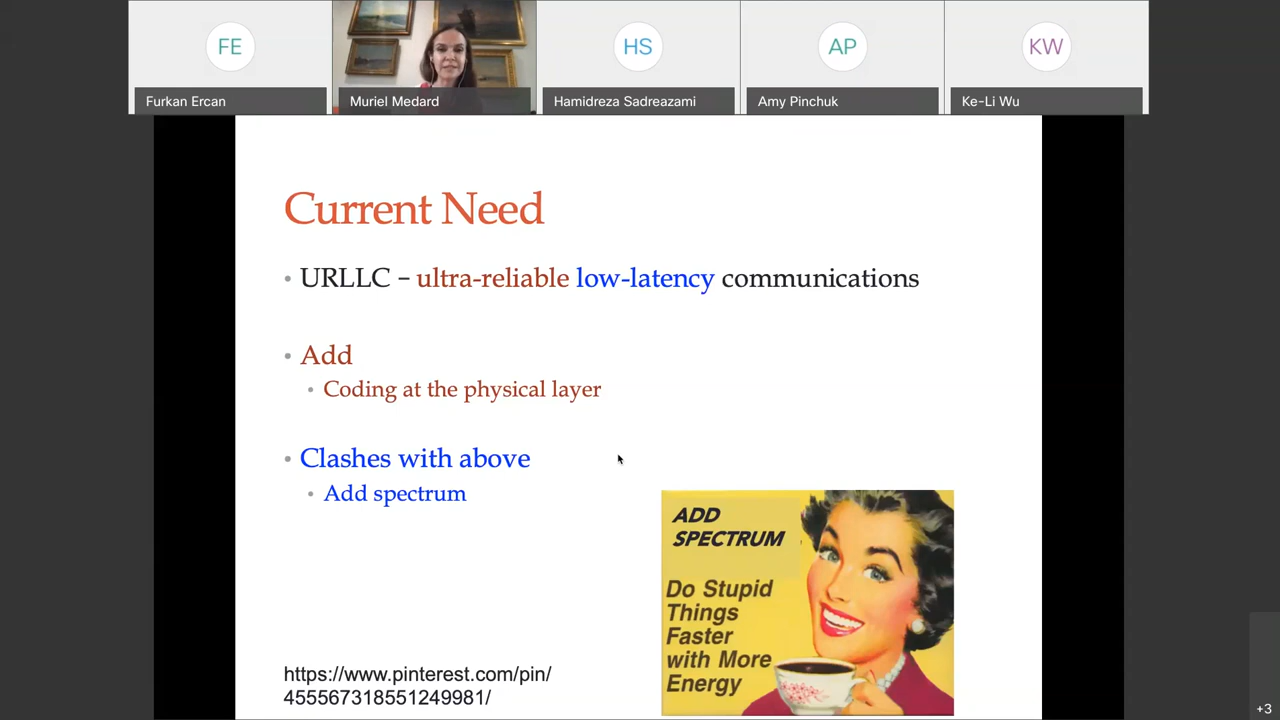 FE
HS
AP
KW
Furkan Ercan
Muriel Medard
Hamidreza Sadreazami
Amy Pinchuk
Ke-Li Wu
Current Need
• URLLC – ultra-reliable low-latency communications
• Add
• Coding at the physical layer
• Clashes with above
• Add spectrum
ADD
SPECTRUM
Do Stupid
Things
Faster
with More
Energy
https://www.pinterest.com/pin/
455567318551249981/
+3